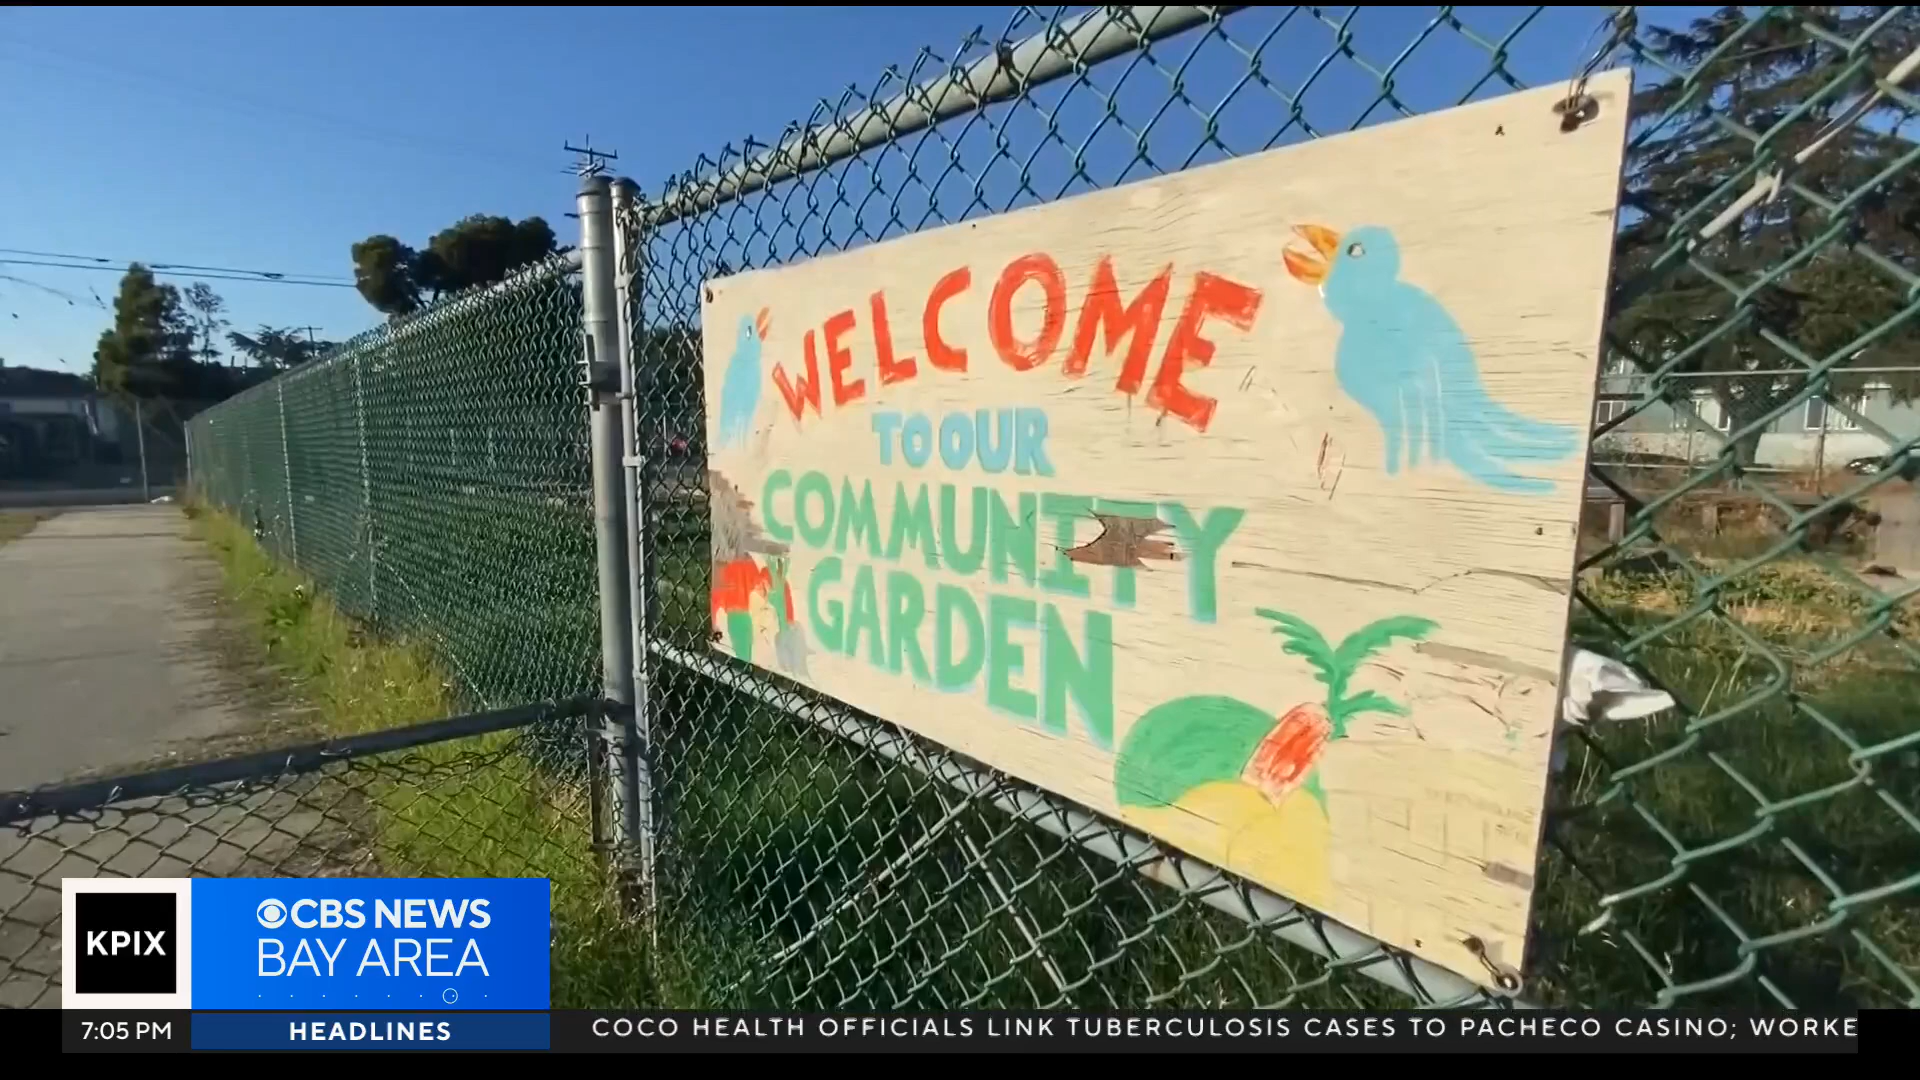 WELCOME
TO OUR
COMMUNITY
GARDEN
KPIX
CBS NEWS
BAY AREA
7:05 PM
HEADLINES
COCO HEALTH OFFICIALS LINK TUBERCULOSIS CASES TO PACHECO CASINO; WORKE